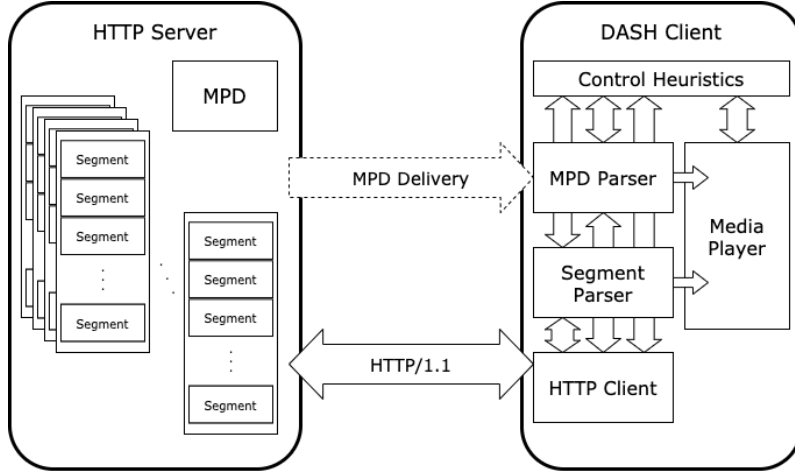 HTTP Server
MPD
Segment
Segment
Segment
Segment
Segment
Segment
Segment
Segment
MPD Delivery
HTTP/1.1
DASH Client
Control Heuristics
MPD Parser
Segment
Parser
Media
Player
HTTP Client